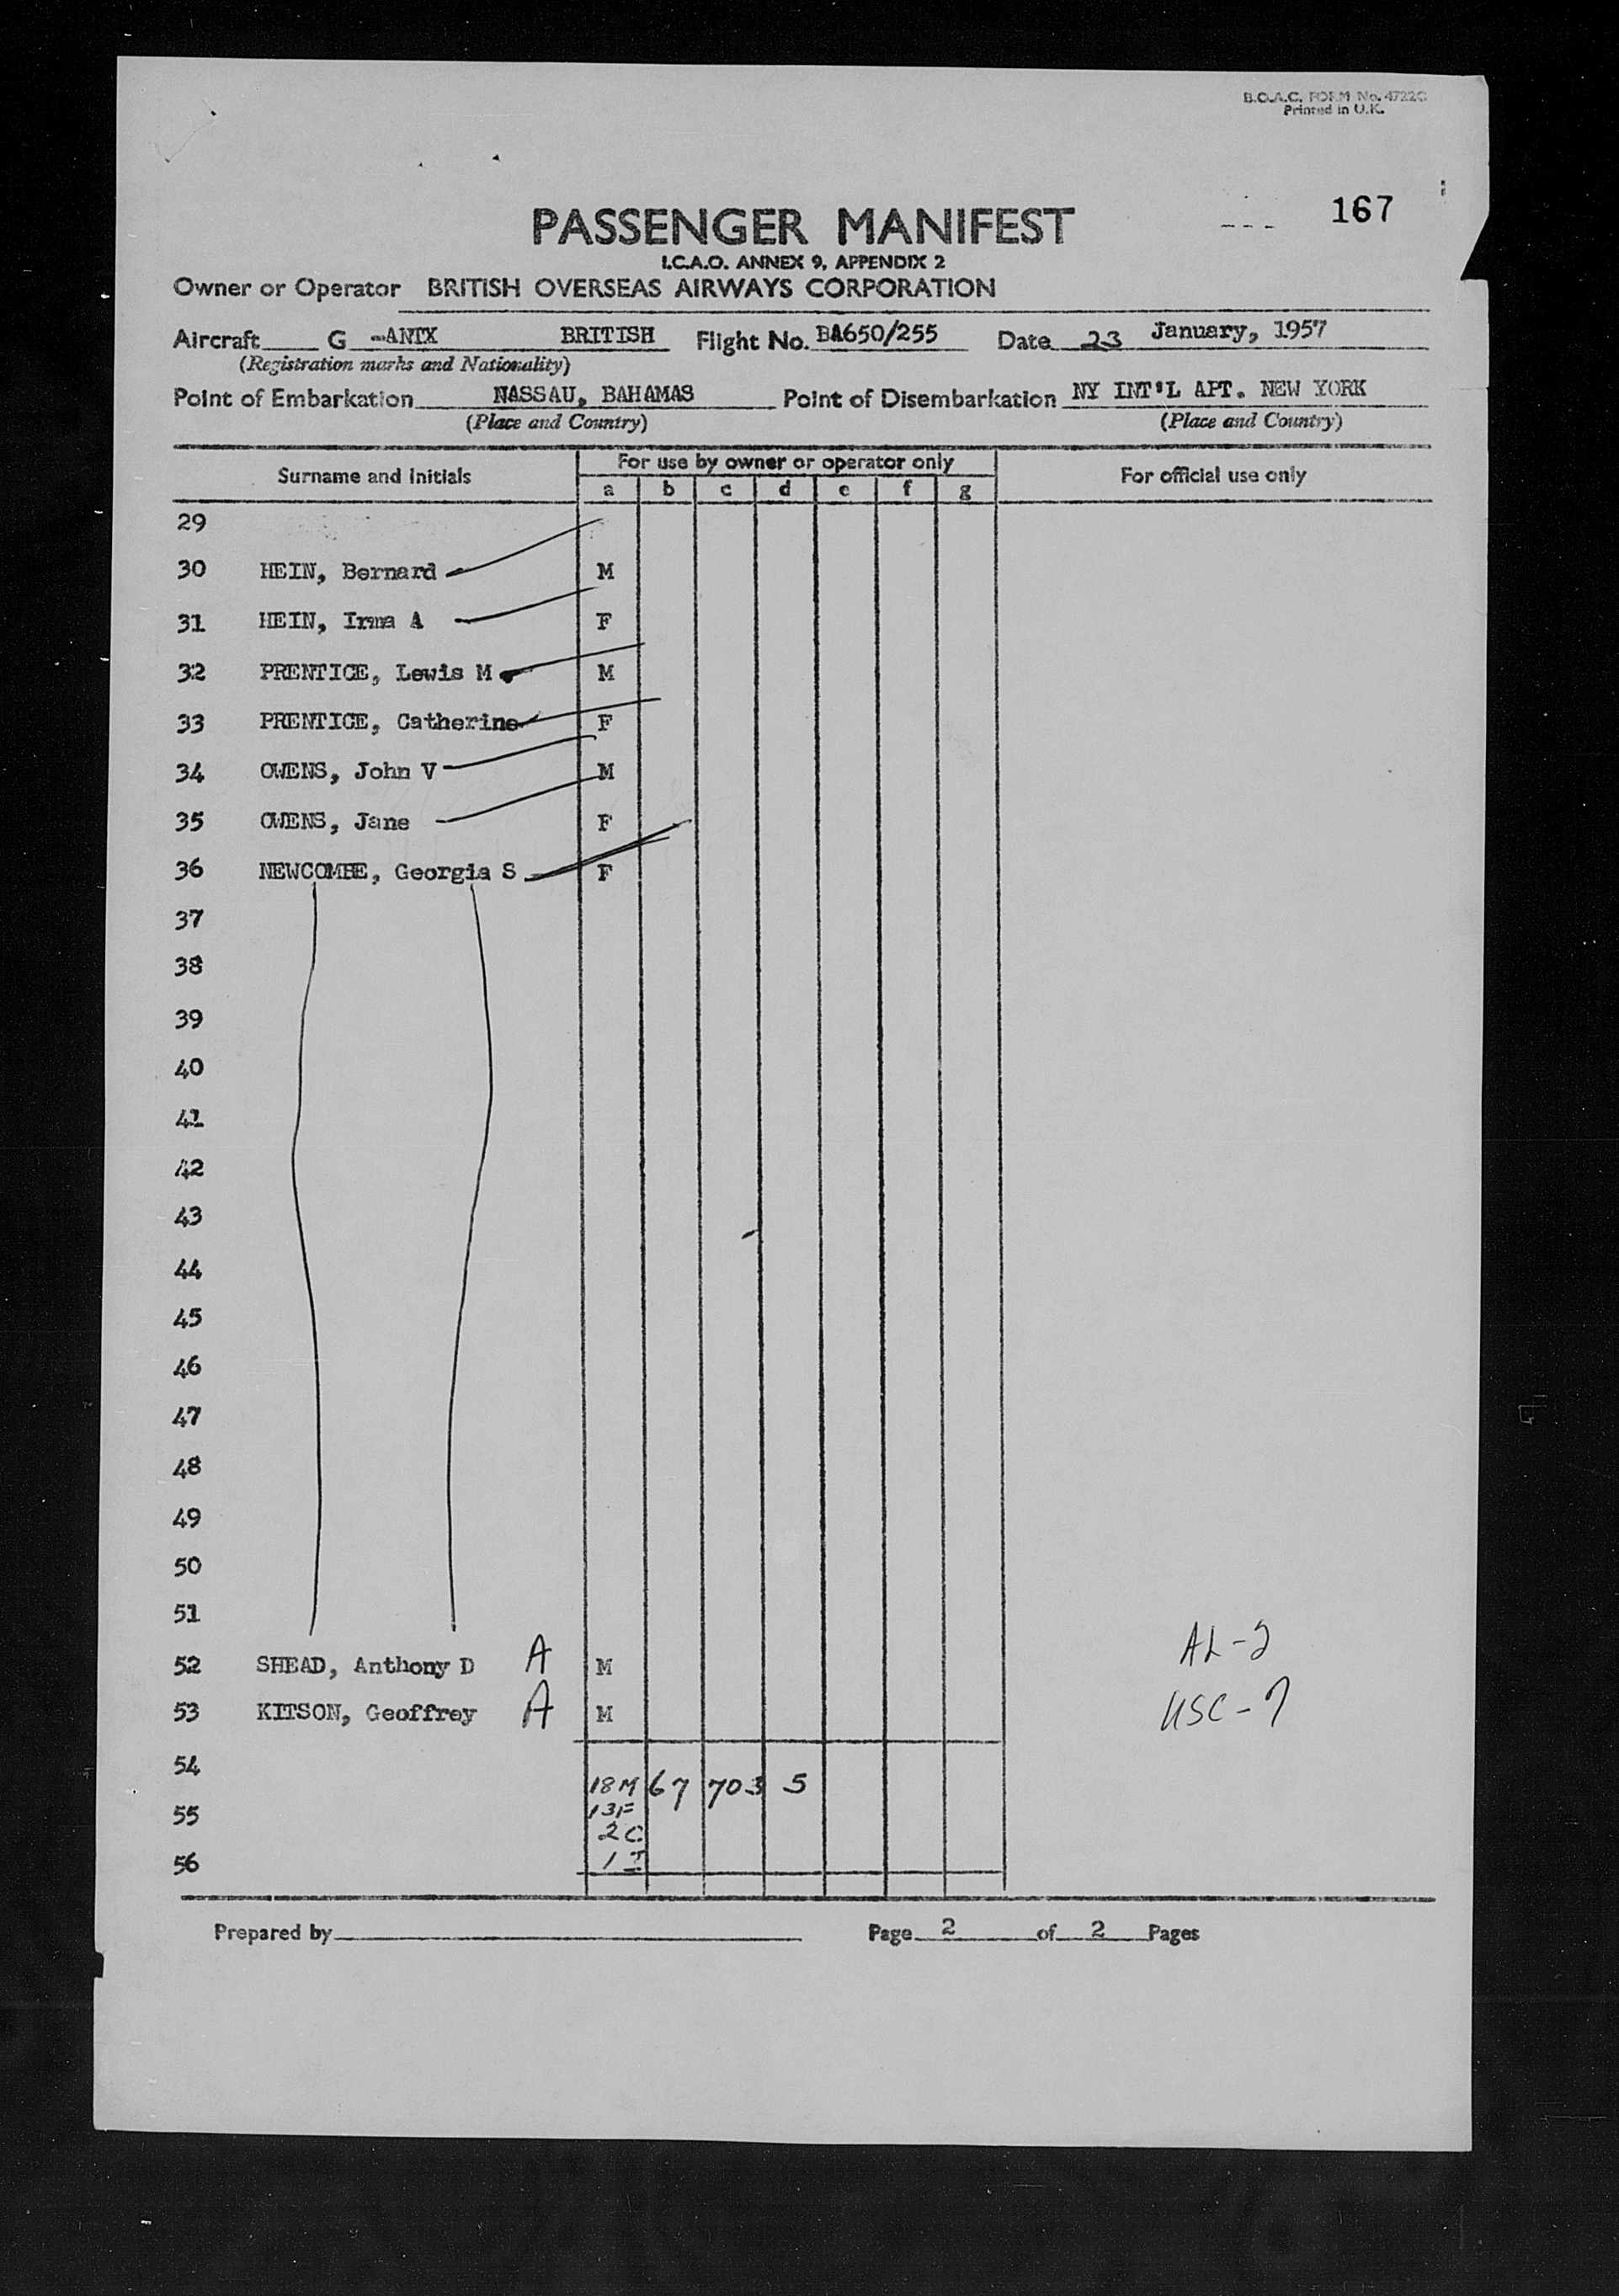 B.O.A.C. FORM No. 4722C
Printed in U.K.
167
PASSENGER MANIFEST
I.C.A.O. ANNEX 9, APPENDIX 2
Owner or Operator BRITISH OVERSEAS AIRWAYS CORPORATION
Aircraft G -ANTX BRITISH Flight No. BA650/255 Date 23 January, 1957
(Registration marks and Nationality)
Point of Embarkation NASSAU, BAHAMAS Point of Disembarkation NY INT'L APT. NEW YORK
(Place and Country) (Place and Country)
Surname and Initials For use by owner or operator only For official use only
a b c d e f g
29
30 HEIN, Bernard M
31 HEIN, Irma A F
32 PRENTICE, Lewis M M
33 PRENTICE, Catherine F
34 OWENS, John V M
35 OWENS, Jane F
36 NEWCOMBE, Georgia S F
37
38
39
40
41
42
43
44
45
46
47
48
49
50
51
52 SHEAD, Anthony D A M AL-2
53 KITSON, Geoffrey A M USC-7
54
18M 67 703 5
55 13F
2C
56 1I
Prepared by Page 2 of 2 Pages